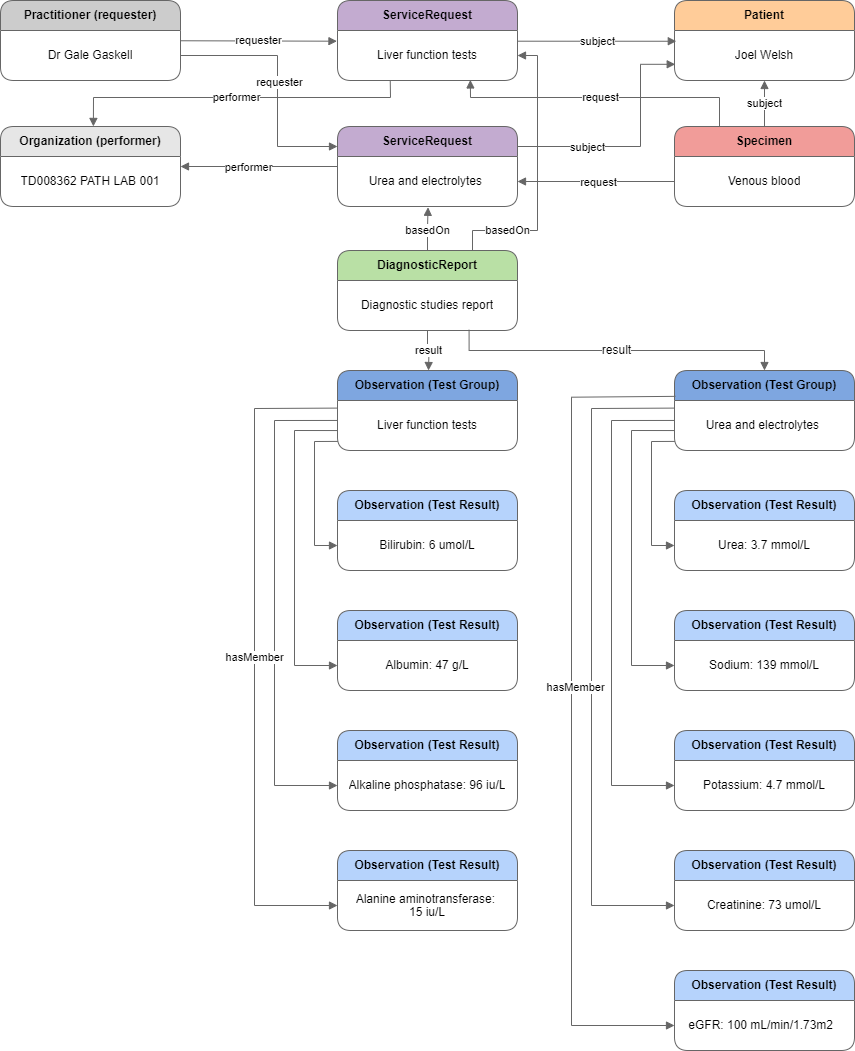 Practitioner (requester)
Dr Gale Gaskell
requester
ServiceRequest
Liver function tests
subject
Patient
Joel Welsh
requester
performer
request
subject
Organization (performer)
TD008362 PATH LAB 001
performer
ServiceRequest
Urea and electrolytes
subject
request
Specimen
Venous blood
basedOn
basedOn
DiagnosticReport
Diagnostic studies report
result
result
Observation (Test Group)
Liver function tests
Observation (Test Group)
Urea and electrolytes
Observation (Test Result)
Bilirubin: 6 umol/L
Observation (Test Result)
Urea: 3.7 mmol/L
Observation (Test Result)
Albumin: 47 g/L
Observation (Test Result)
Sodium: 139 mmol/L
hasMember
hasMember
Observation (Test Result)
Alkaline phosphatase: 96 iu/L
Observation (Test Result)
Potassium: 4.7 mmol/L
Observation (Test Result)
Alanine aminotransferase:
15 iu/L
Observation (Test Result)
Creatinine: 73 umol/L
Observation (Test Result)
eGFR: 100 mL/min/1.73m2